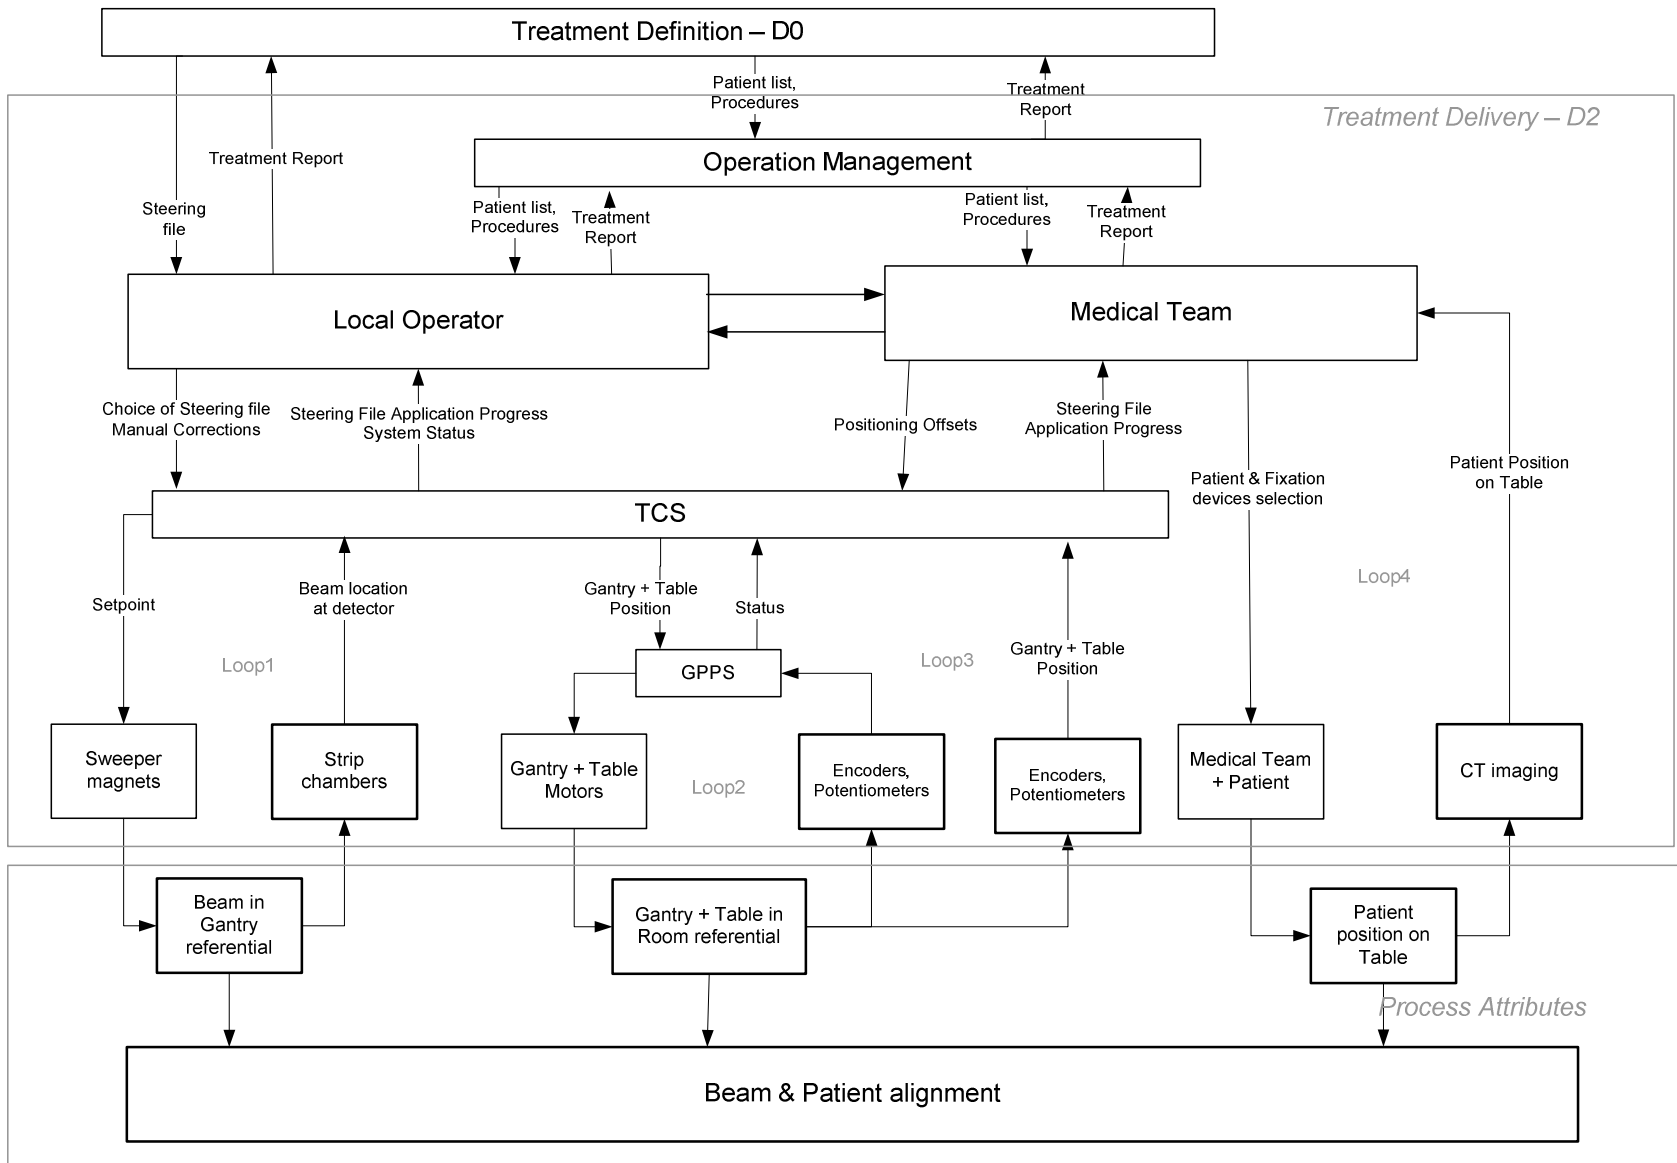 Treatment Definition – D0
Patient list,
Procedures
Treatment
Report
Treatment Delivery – D2
Treatment Report
Operation Management
Steering
file
Patient list,
Procedures
Treatment
Report
Patient list,
Procedures
Treatment
Report
Local Operator
Medical Team
Choice of Steering file
Manual Corrections
Steering File Application Progress
System Status
Positioning Offsets
Steering File
Application Progress
Patient & Fixation
devices selection
Patient Position
on Table
TCS
Setpoint
Beam location
at detector
Gantry + Table
Position
Status
Gantry + Table
Position
Loop4
Loop1
GPPS
Loop3
Sweeper
magnets
Strip
chambers
Gantry + Table
Motors
Loop2
Encoders,
Potentiometers
Encoders,
Potentiometers
Medical Team
+ Patient
CT imaging
Beam in
Gantry
referential
Gantry + Table in
Room referential
Patient
position on
Table
Process Attributes
Beam & Patient alignment